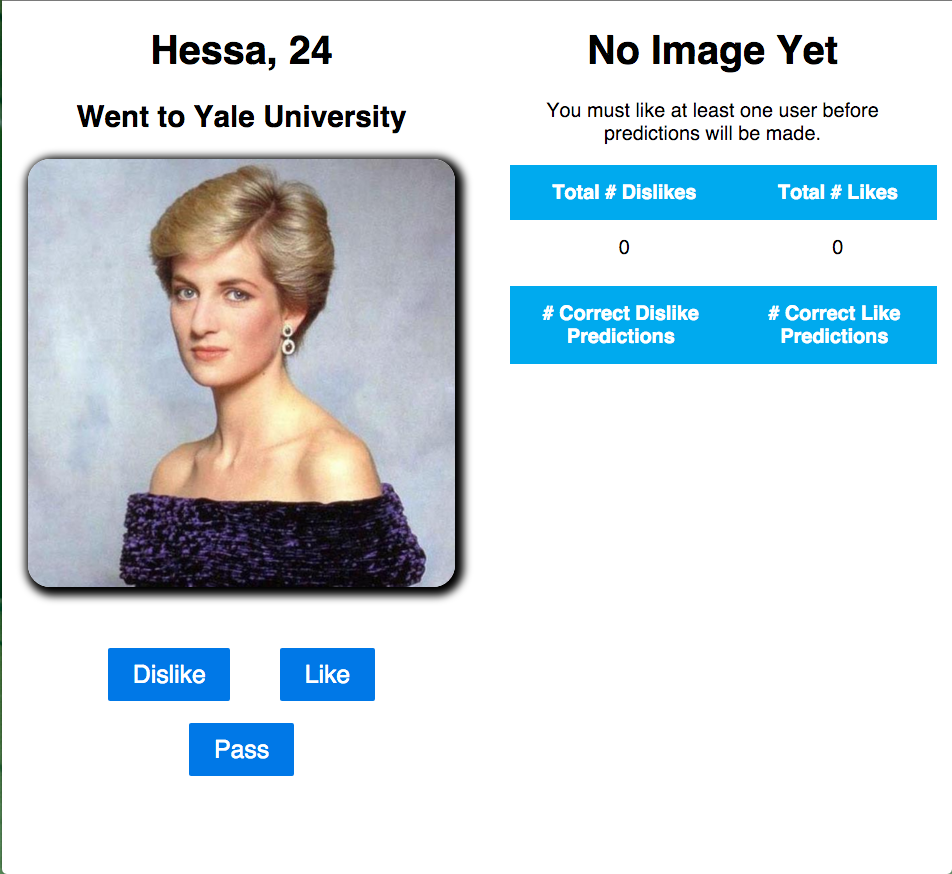 Hessa, 24
Went to Yale University
Dislike
Like
Pass
No Image Yet
You must like at least one user before
predictions will be made.
Total # Dislikes Total # Likes
0 0
# Correct Dislike # Correct Like
Predictions Predictions